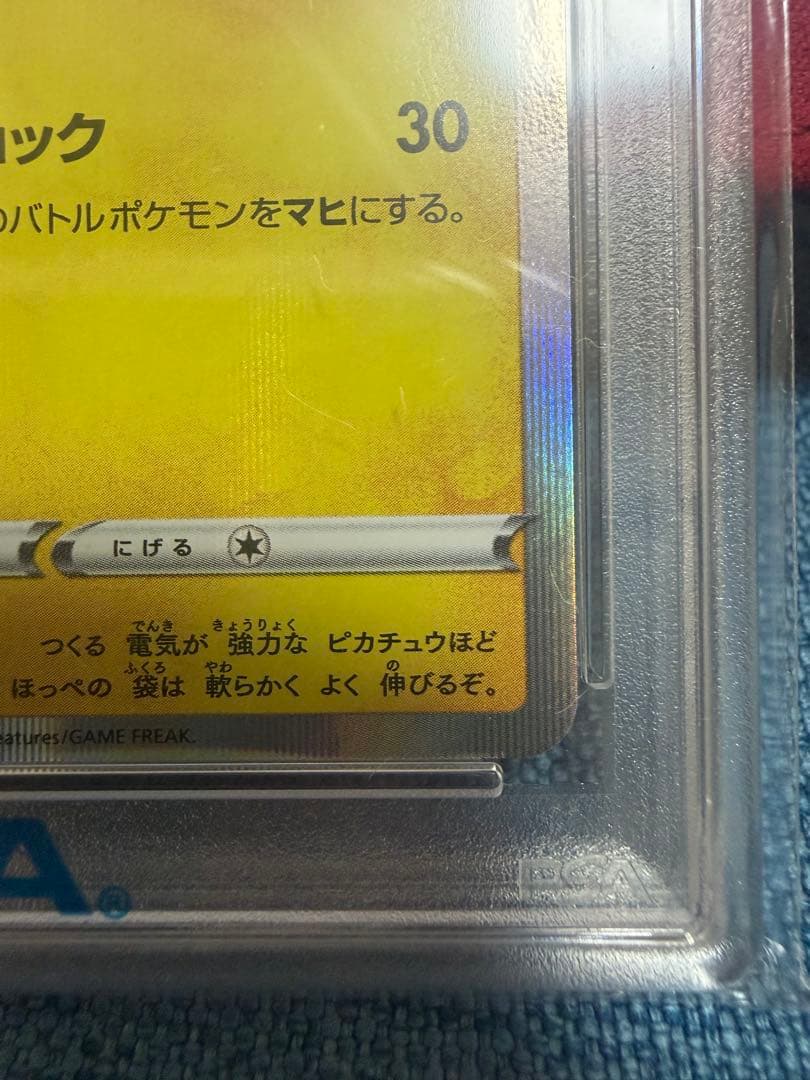 ョック 30
のバトルポケモンをマヒにする。
にげる
つくる 電気が 強力な ピカチュウほど
でんき きょうりょく
ほっぺの 袋は 軟らかく よく 伸びるぞ。
ふくろ やわ の
eatures/GAME FREAK.
A®
PSA